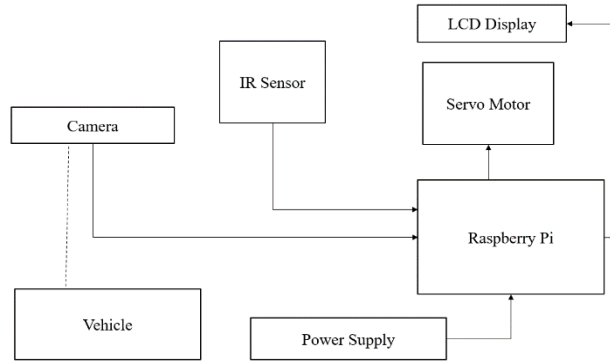 LCD Display
IR Sensor
Servo Motor
Camera
Raspberry Pi
Vehicle
Power Supply